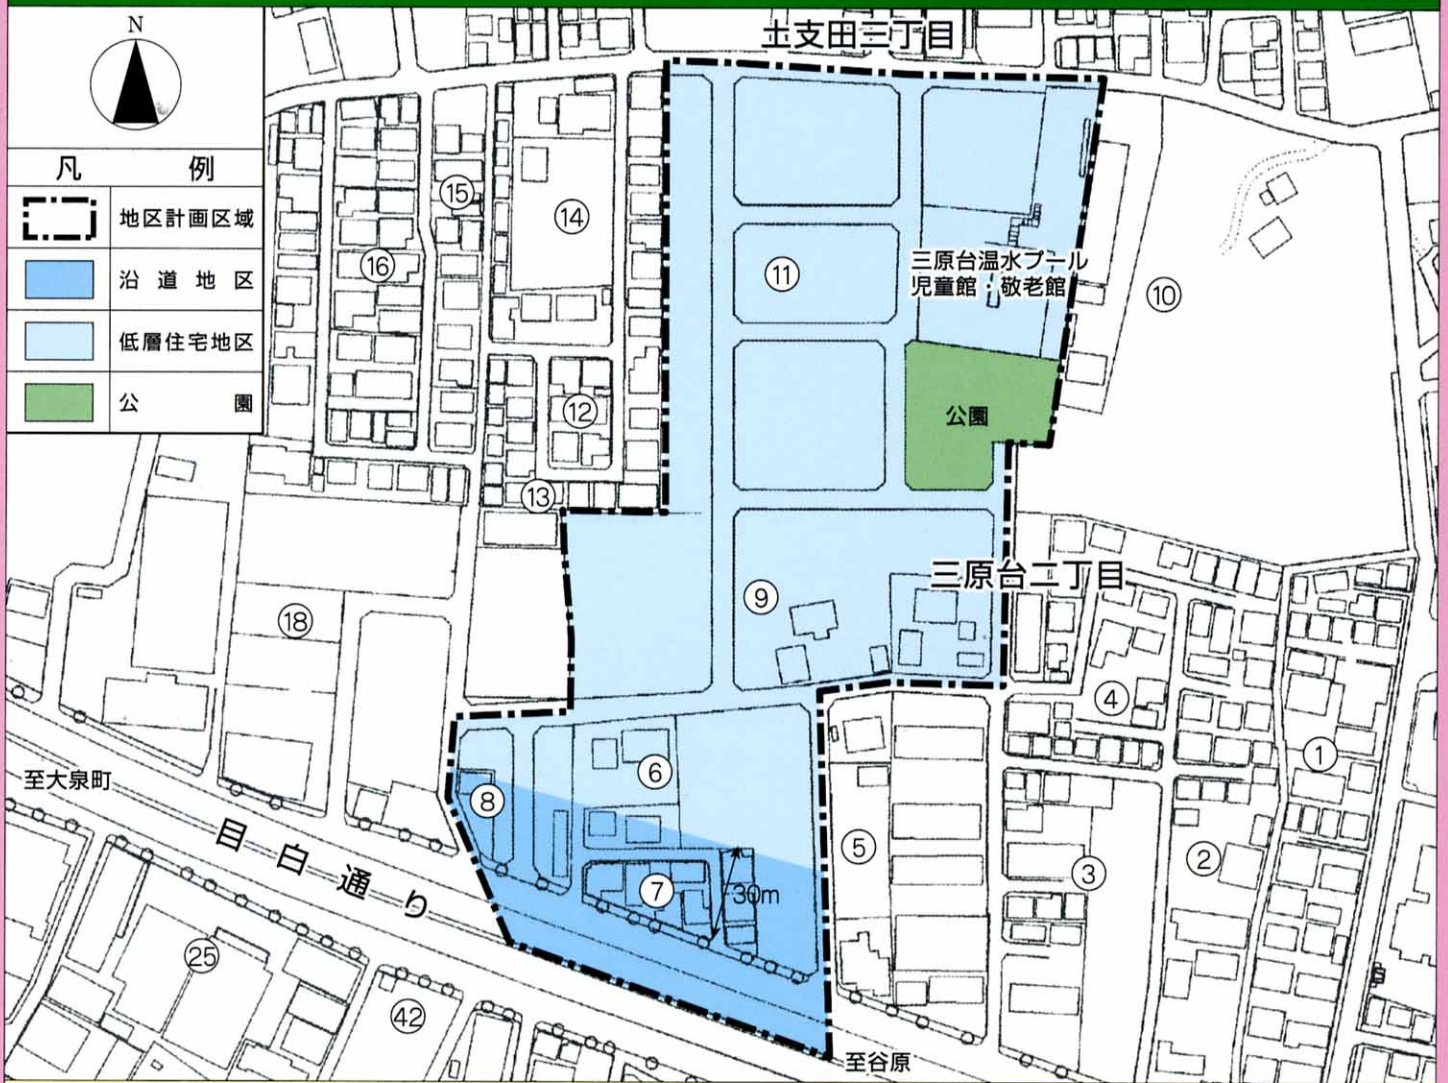 土支田三丁目
N
凡 例
地区計画区域
沿道地区
低層住宅地区
公園
⑮
⑭
⑯
⑪
三原台温水プール
児童館・敬老館
⑩
⑫
公園
⑬
三原台二丁目
⑨
⑱
④
①
⑥
至大泉町
⑧
⑤
②
③
目白通り
⑦
30m
㉕
㊷
至谷原